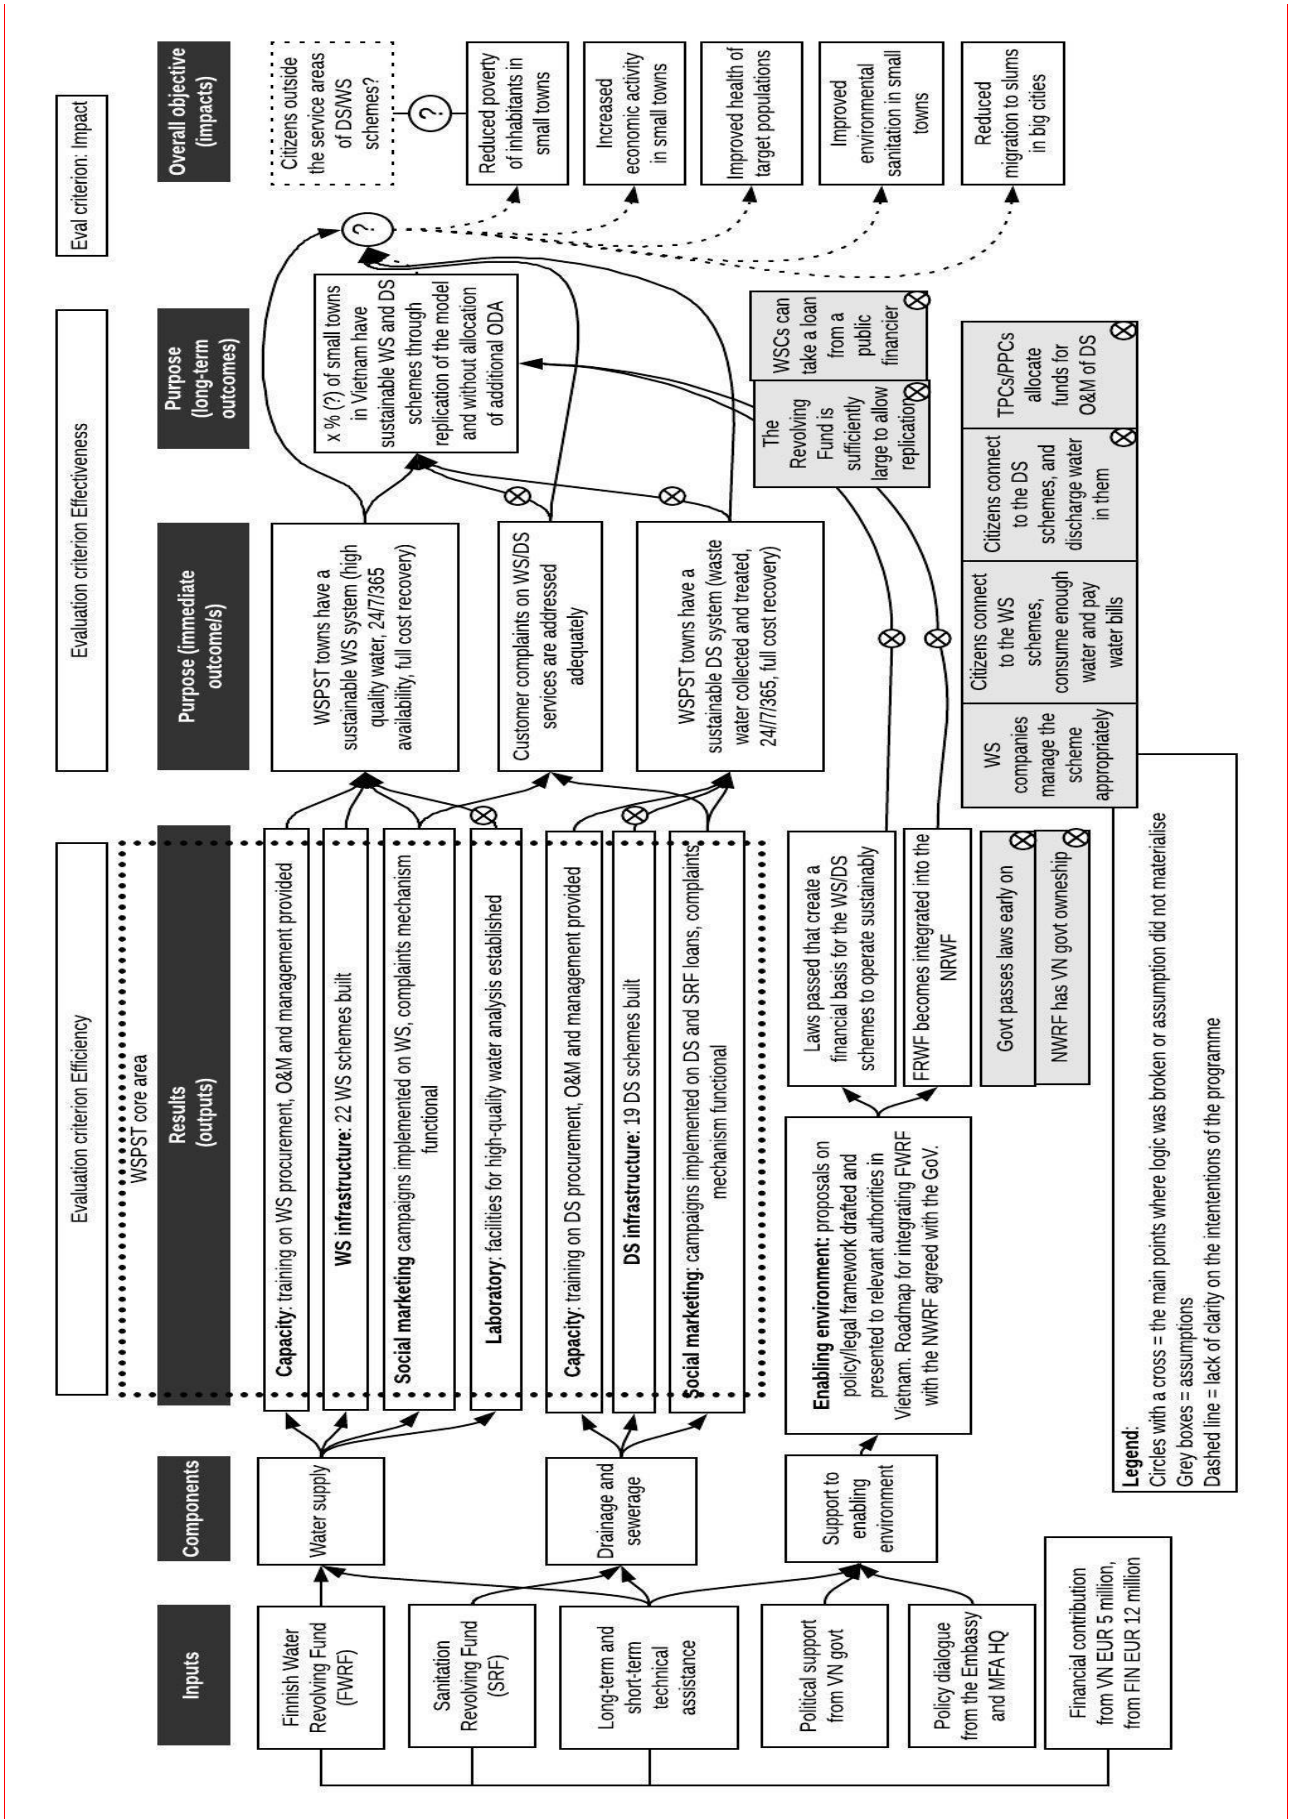 Evaluation criterion Efficiency
Evaluation criterion Effectiveness
Eval criterion: Impact
WSPST core area
Inputs
Components
Results
(outputs)
Purpose (immediate
outcome/s)
Purpose
(long-term
outcomes)
Overall objective
(impacts)
Finnish Water
Revolving Fund
(FWRF)
Sanitation
Revolving Fund
(SRF)
Long-term and
short-term
technical
assistance
Political support
from VN govt
Policy dialogue
from the Embassy
and MFA HQ
Financial contribution
from VN EUR 5 million,
from FIN EUR 12 million
Water supply
Drainage and
sewerage
Support to
enabling
environment
Capacity: training on WS procurement, O&M and management provided
WS infrastructure: 22 WS schemes built
Social marketing campaigns implemented on WS, complaints mechanism
functional
Laboratory: facilities for high-quality water analysis established
Capacity: training on DS procurement, O&M and management provided
DS infrastructure: 19 DS schemes built
Social marketing: campaigns implemented on DS and SRF loans, complaints
mechanism functional
Enabling environment: proposals on
policy/legal framework drafted and
presented to relevant authorities in
Vietnam. Roadmap for integrating FWRF
with the NWRF agreed with the GoV.
Laws passed that create a
financial basis for the WS/DS
schemes to operate sustainably
FRWF becomes integrated into the
NRWF
Govt passes laws early on
NWRF has VN govt owneship
WSPST towns have a
sustainable WS system (high
quality water, 24/7/365
availability, full cost recovery)
Customer complaints on WS/DS
services are addressed
adequately
WSPST towns have a
sustainable DS system (waste
water collected and treated,
24/7/365, full cost recovery)
WS
companies
manage the
scheme
appropriately
Citizens connect
to the WS
schemes,
consume enough
water and pay
water bills
Citizens connect
to the DS
schemes, and
discharge water
in them
TPCs/PPCs
allocate
funds for
O&M of DS
x % (?) of small towns
in Vietnam have
sustainable WS and DS
schemes through
replication of the model
and without allocation
of additional ODA
The
Revolving
Fund is
sufficiently
large to allow
replication
WSCs can
take a loan
from a
public
financier
?
Citizens outside
the service areas
of DS/WS
schemes?
?
Reduced poverty
of inhabitants in
small towns
Increased
economic activity
in small towns
Improved health of
target populations
Improved
environmental
sanitation in small
towns
Reduced
migration to slums
in big cities
Legend:
Circles with a cross = the main points where logic was broken or assumption did not materialise
Grey boxes = assumptions
Dashed line = lack of clarity on the intententions of the programme